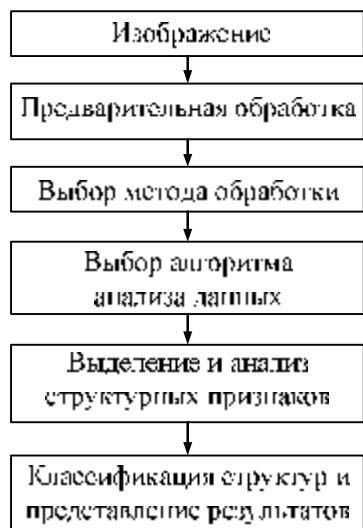 Изображение
Предварительная обработка
Выбор метода обработки
Выбор алгоритма
анализа данных
Выделение и анализ
структурных признаков
Классификация структур и
представление результатов